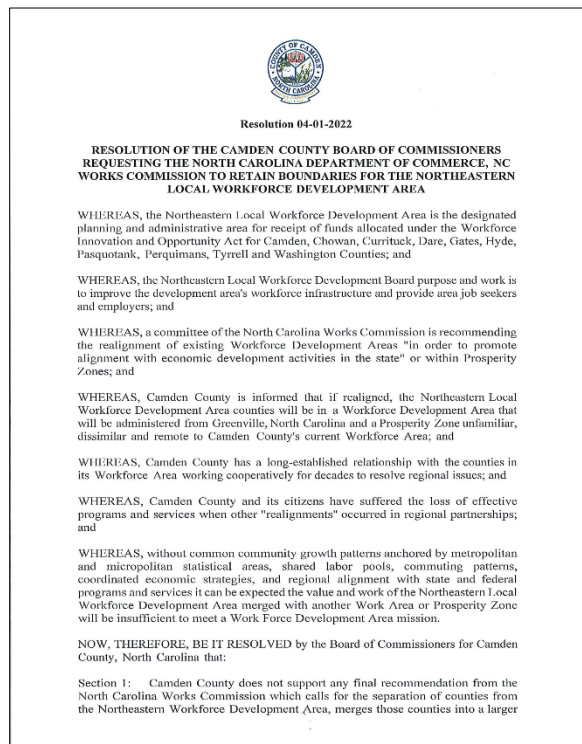 COUNTY OF CAMDEN
NORTH CAROLINA
Resolution 04-01-2022
RESOLUTION OF THE CAMDEN COUNTY BOARD OF COMMISSIONERS
REQUESTING THE NORTH CAROLINA DEPARTMENT OF COMMERCE, NC
WORKS COMMISSION TO RETAIN BOUNDARIES FOR THE NORTHEASTERN
LOCAL WORKFORCE DEVELOPMENT AREA
WHEREAS, the Northeastern Local Workforce Development Area is the designated
planning and administrative area for receipt of funds allocated under the Workforce
Innovation and Opportunity Act for Camden, Chowan, Currituck, Dare, Gates, Hyde,
Pasquotank, Perquimans, Tyrrell and Washington Counties; and
WHEREAS, the Northeastern Local Workforce Development Board purpose and work is
to improve the development area's workforce infrastructure and provide area job seekers
and employers; and
WHEREAS, a committee of the North Carolina Works Commission is recommending
the realignment of existing Workforce Development Areas "in order to promote
alignment with economic development activities in the state" or within Prosperity
Zones; and
WHEREAS, Camden County is informed that if realigned, the Northeastern Local
Workforce Development Area counties will be in a Workforce Development Area that
will be administered from Greenville, North Carolina and a Prosperity Zone unfamiliar,
dissimilar and remote to Camden County's current Workforce Area; and
WHEREAS, Camden County has a long-established relationship with the counties in
its Workforce Area working cooperatively for decades to resolve regional issues; and
WHEREAS, Camden County and its citizens have suffered the loss of effective
programs and services when other "realignments" occurred in regional partnerships;
and
WHEREAS, without common community growth patterns anchored by metropolitan
and micropolitan statistical areas, shared labor pools, commuting patterns,
coordinated economic strategies, and regional alignment with state and federal
programs and services it can be expected the value and work of the Northeastern Local
Workforce Development Area merged with another Work Area or Prosperity Zone
will be insufficient to meet a Work Force Development Area mission.
NOW, THEREFORE, BE IT RESOLVED by the Board of Commissioners for Camden
County, North Carolina that:
Section 1: Camden County does not support any final recommendation from the
North Carolina Works Commission which calls for the separation of counties from
the Northeastern Workforce Development Area, merges those counties into a larger